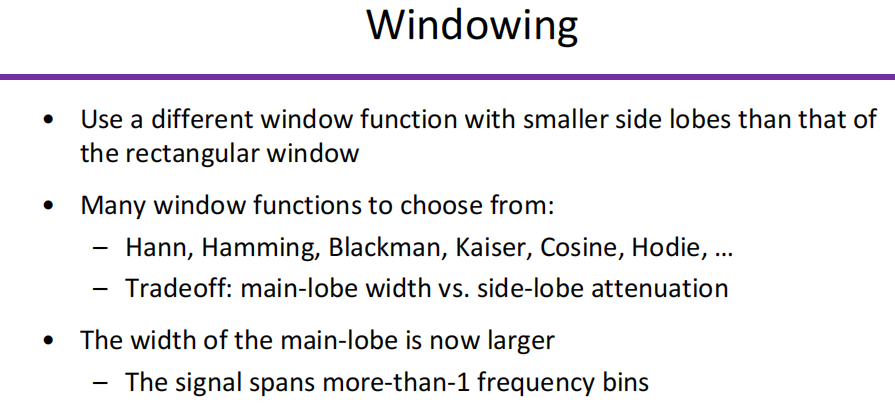 Windowing
• Use a different window function with smaller side lobes than that of
the rectangular window
• Many window functions to choose from:
– Hann, Hamming, Blackman, Kaiser, Cosine, Hodie, ...
– Tradeoff: main-lobe width vs. side-lobe attenuation
• The width of the main-lobe is now larger
– The signal spans more-than-1 frequency bins